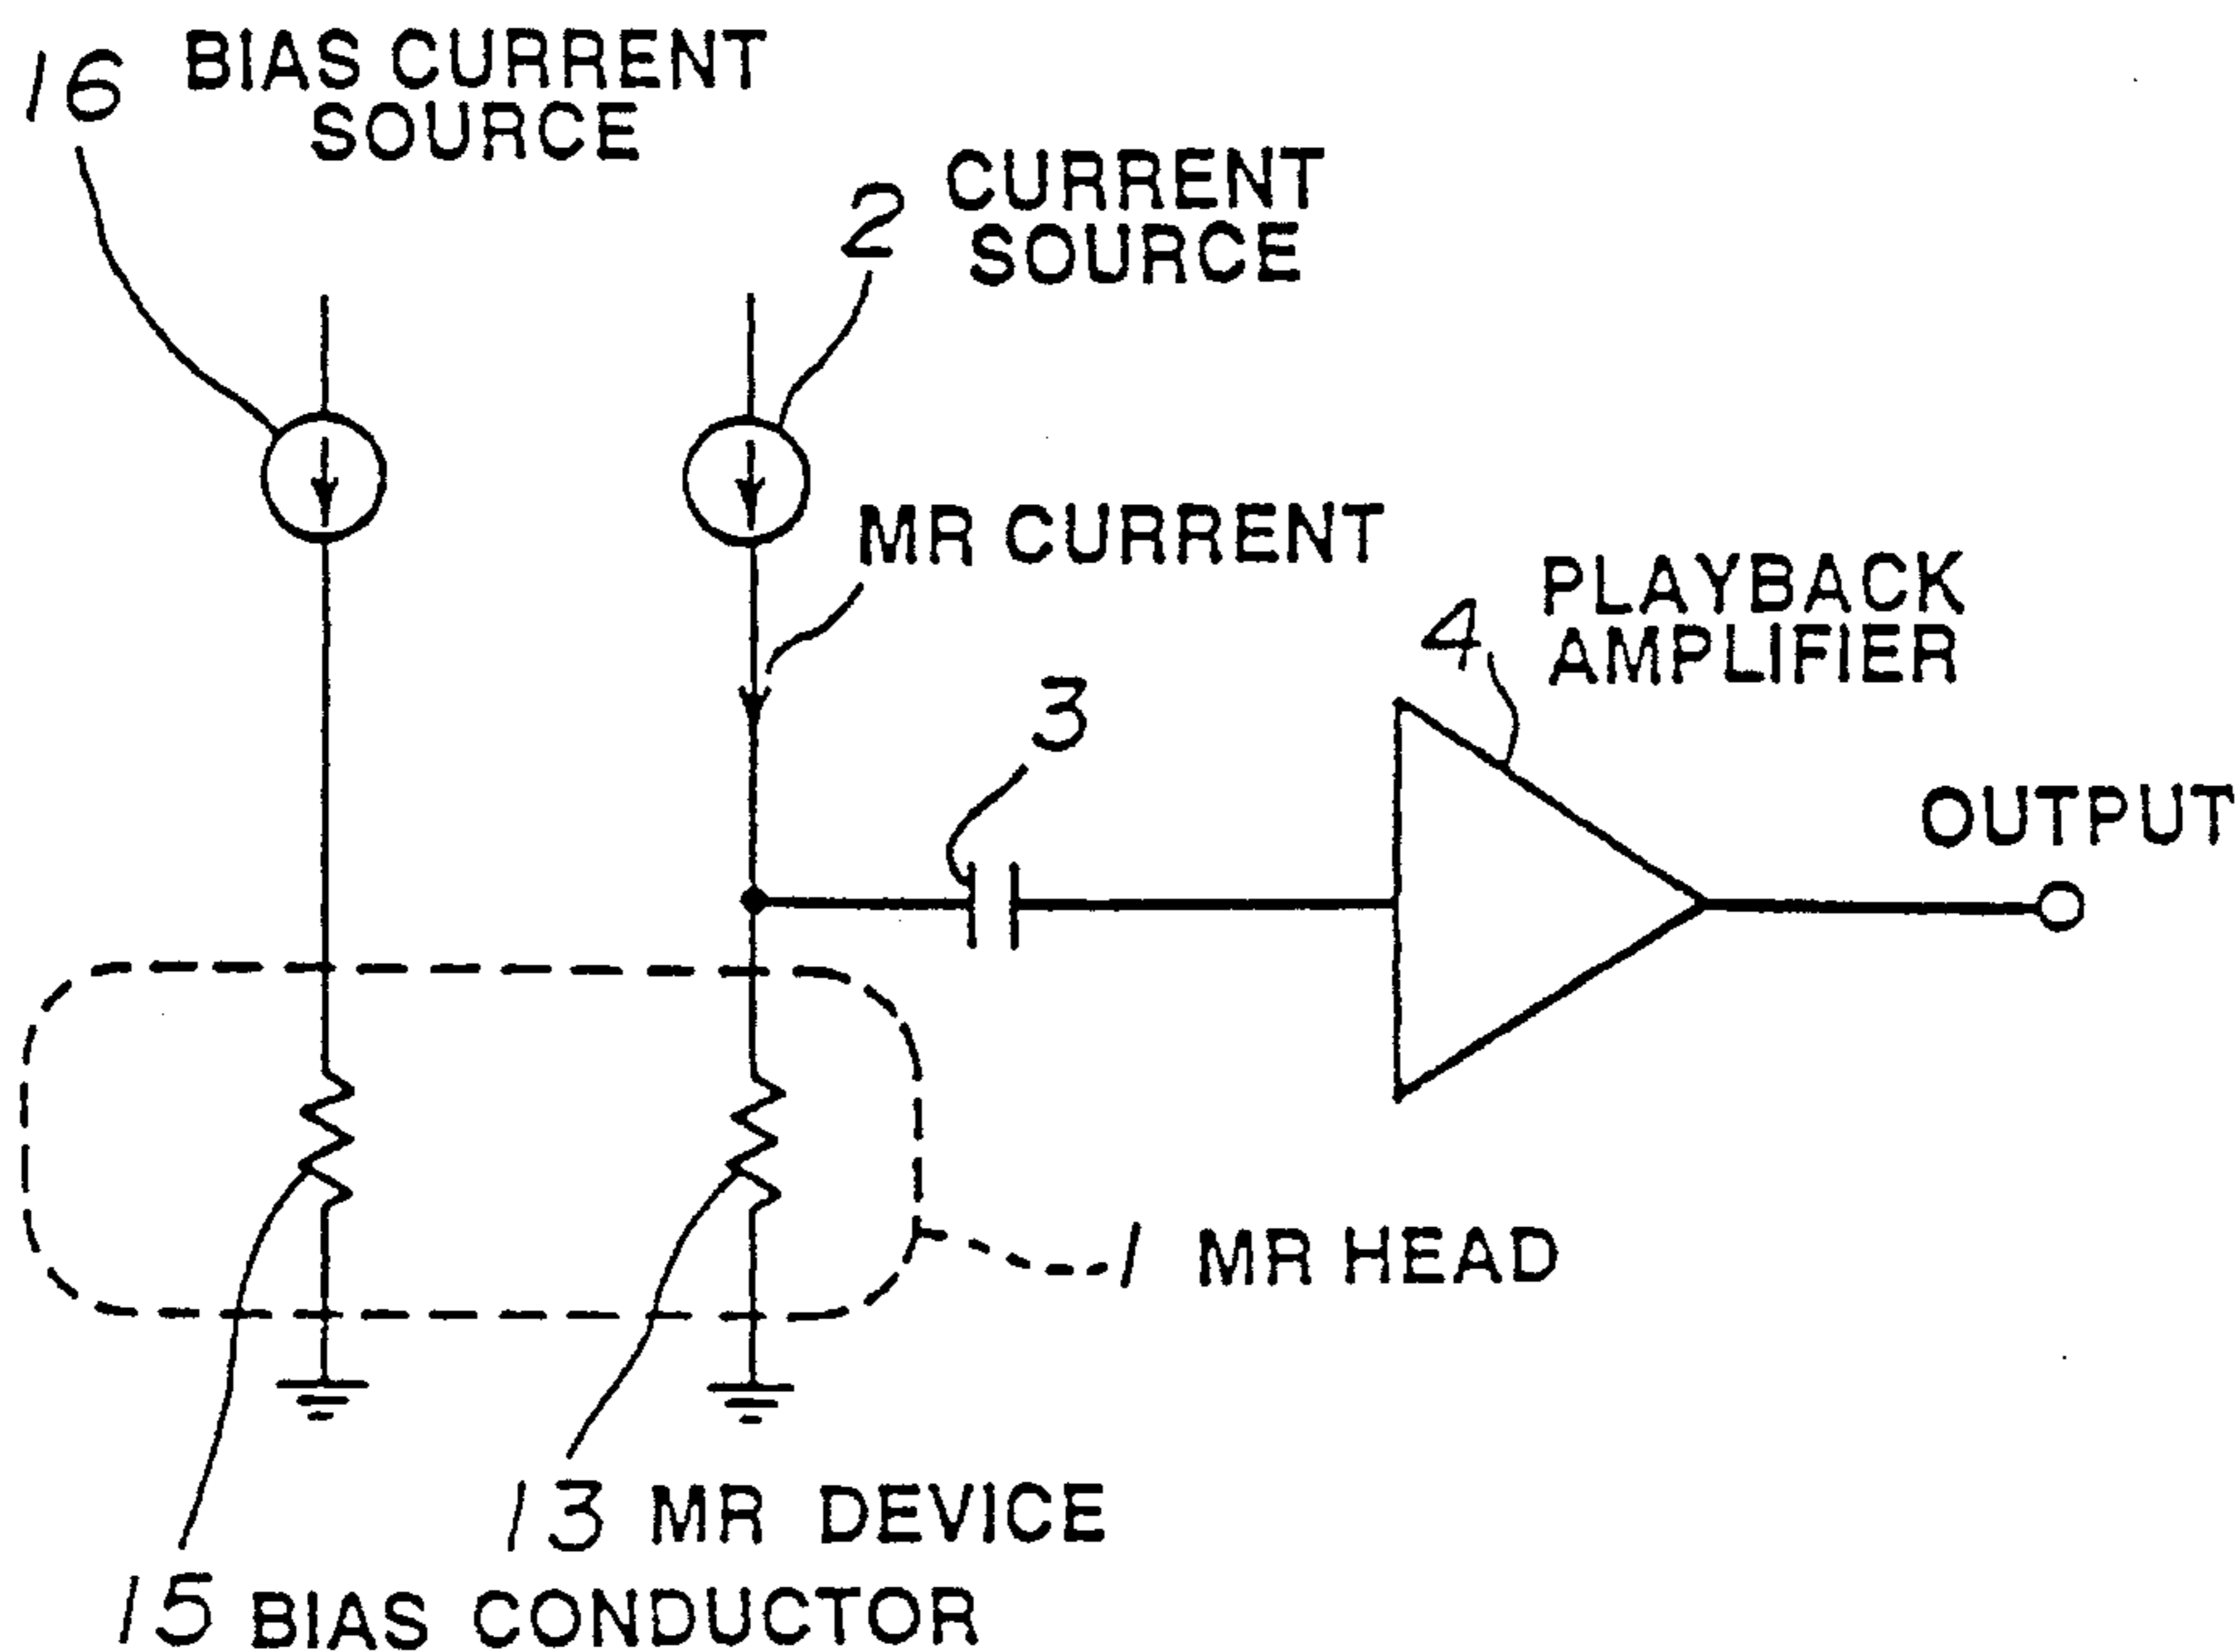 16 BIAS CURRENT
SOURCE
2 CURRENT
SOURCE
MR CURRENT
4 PLAYBACK
AMPLIFIER
3
OUTPUT
1 MR HEAD
13 MR DEVICE
15 BIAS CONDUCTOR